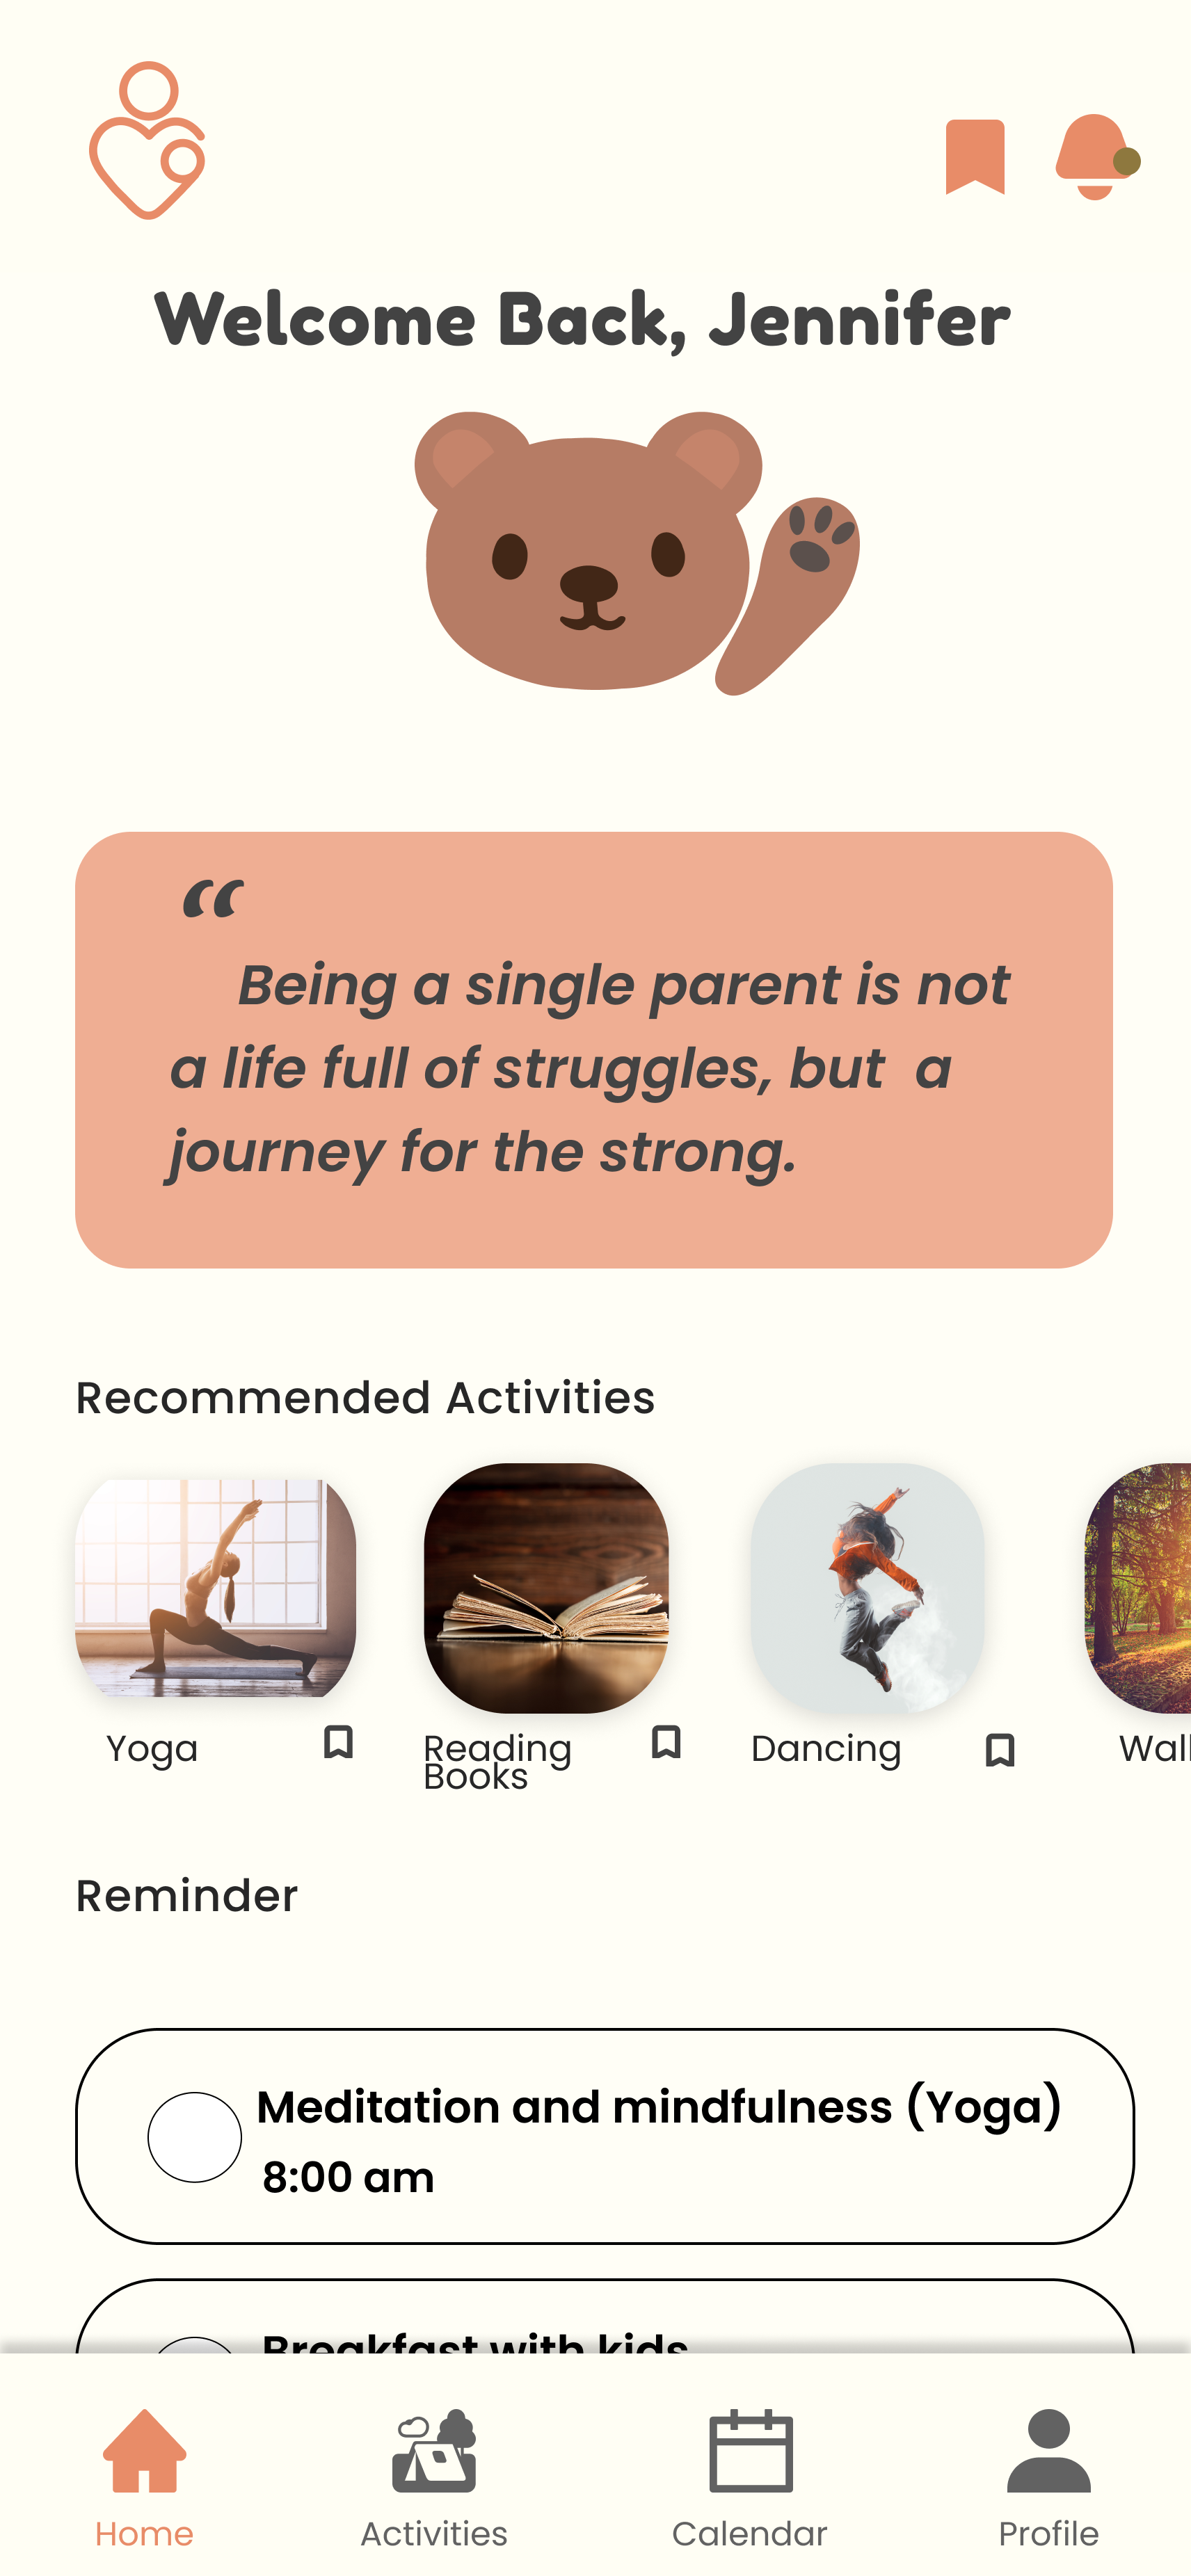 Welcome Back, Jennifer
“
Being a single parent is not
a life full of struggles, but a
journey for the strong.
Recommended Activities
Yoga
Reading
Books
Dancing
Reminder
Meditation and mindfulness (Yoga)
8:00 am
Breakfast with kids
Home
Activities
Calendar
Profile